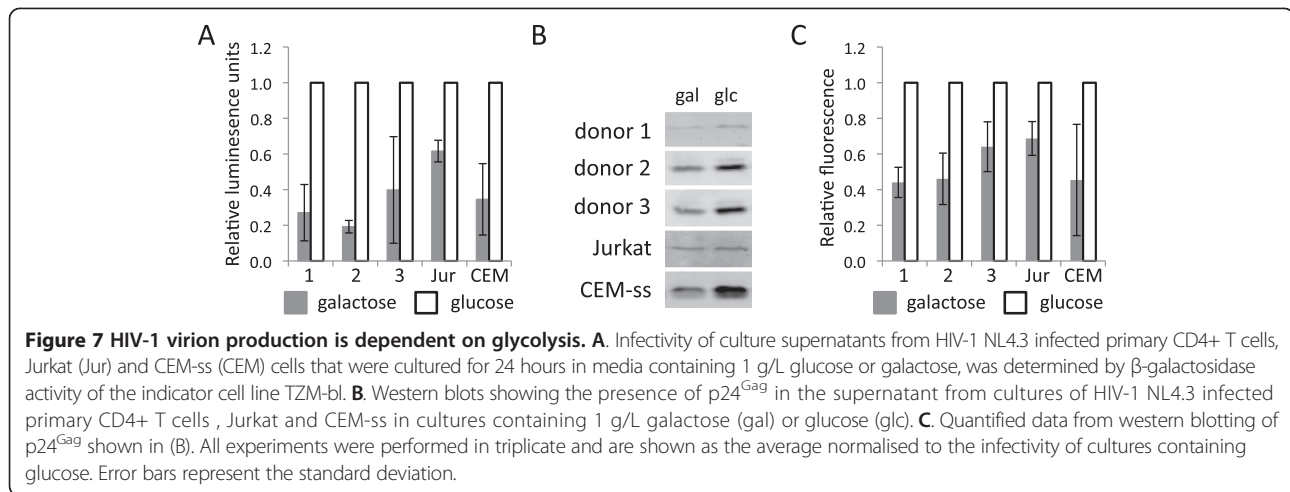 A
B
C
Relative luminesence units
1.2
1.0
0.8
0.6
0.4
0.2
0.0
1 2 3 Jur CEM
galactose glucose
gal glc
donor 1
donor 2
donor 3
Jurkat
CEM-ss
Relative fluorescence
1.2
1.0
0.8
0.6
0.4
0.2
0.0
1 2 3 Jur CEM
galactose glucose
Figure 7 HIV-1 virion production is dependent on glycolysis. A. Infectivity of culture supernatants from HIV-1 NL4.3 infected primary CD4+ T cells,
Jurkat (Jur) and CEM-ss (CEM) cells that were cultured for 24 hours in media containing 1 g/L glucose or galactose, was determined by β-galactosidase
activity of the indicator cell line TZM-bl. B. Western blots showing the presence of p24Gag in the supernatant from cultures of HIV-1 NL4.3 infected
primary CD4+ T cells , Jurkat and CEM-ss in cultures containing 1 g/L galactose (gal) or glucose (glc). C. Quantified data from western blotting of
p24Gag shown in (B). All experiments were performed in triplicate and are shown as the average normalised to the infectivity of cultures containing
glucose. Error bars represent the standard deviation.